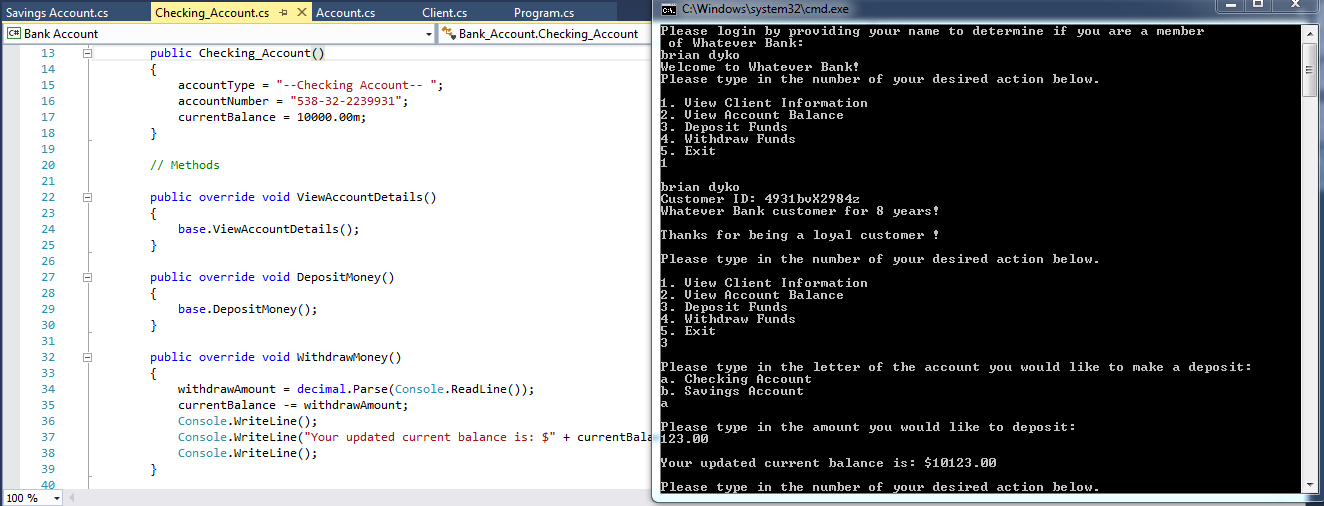 Savings Account.cs Checking_Account.cs Account.cs Client.cs Program.cs
C# Bank Account Bank_Account.Checking_Account
13 public Checking_Account()
14 {
15 accountType = "--Checking Account-- ";
16 accountNumber = "538-32-2239931";
17 currentBalance = 10000.00m;
18 }
19
20 // Methods
21
22 public override void ViewAccountDetails()
23 {
24 base.ViewAccountDetails();
25 }
26
27 public override void DepositMoney()
28 {
29 base.DepositMoney();
30 }
31
32 public override void WithdrawMoney()
33 {
34 withdrawAmount = decimal.Parse(Console.ReadLine());
35 currentBalance -= withdrawAmount;
36 Console.WriteLine();
37 Console.WriteLine("Your updated current balance is: $" + currentBala
38 Console.WriteLine();
39 }
40
100 %
C:\Windows\system32\cmd.exe
Please login by providing your name to determine if you are a member
of Whatever Bank:
brian dyko
Welcome to Whatever Bank!
Please type in the number of your desired action below.
1. View Client Information
2. View Account Balance
3. Deposit Funds
4. Withdraw Funds
5. Exit
1
brian dyko
Customer ID: 4931bvX2984z
Whatever Bank customer for 8 years!
Thanks for being a loyal customer !
Please type in the number of your desired action below.
1. View Client Information
2. View Account Balance
3. Deposit Funds
4. Withdraw Funds
5. Exit
3
Please type in the letter of the account you would like to make a deposit:
a. Checking Account
b. Savings Account
a
Please type in the amount you would like to deposit:
123.00
Your updated current balance is: $10123.00
Please type in the number of your desired action below.